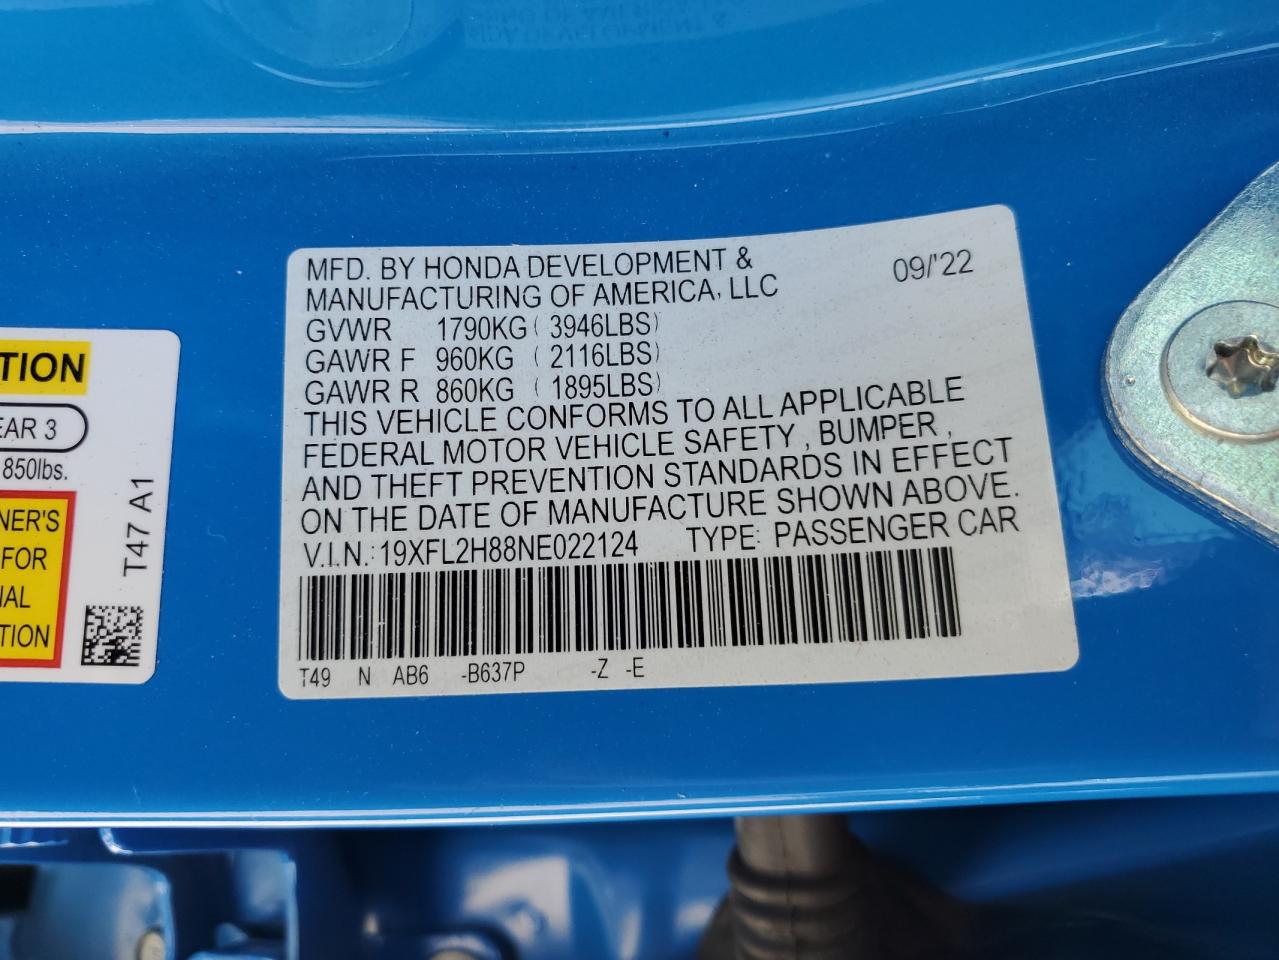 MFD. BY HONDA DEVELOPMENT &
MANUFACTURING OF AMERICA, LLC
09/'22
GVWR 1790KG ( 3946LBS)
GAWR F 960KG ( 2116LBS)
GAWR R 860KG ( 1895LBS)
THIS VEHICLE CONFORMS TO ALL APPLICABLE
FEDERAL MOTOR VEHICLE SAFETY , BUMPER ,
AND THEFT PREVENTION STANDARDS IN EFFECT
ON THE DATE OF MANUFACTURE SHOWN ABOVE.
V.I.N.: 19XFL2H88NE022124 TYPE: PASSENGER CAR
T49 N AB6 -B637P -Z -E
TION
EAR 3
850lbs.
NER'S
FOR
IAL
TION
T47 A1